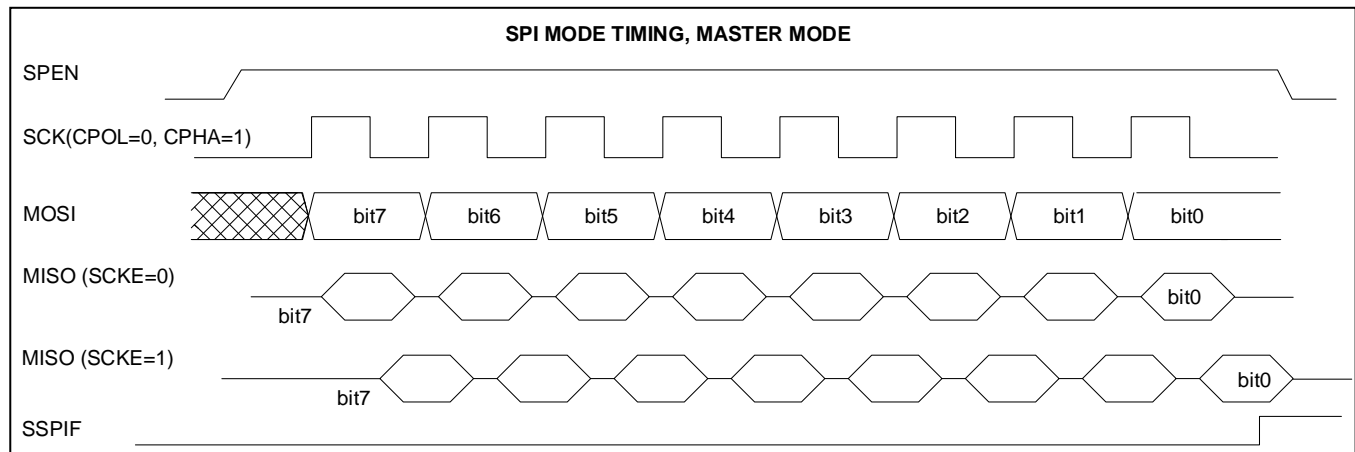 SPI MODE TIMING, MASTER MODE
SPEN
SCK(CPOL=0, CPHA=1)
MOSI bit7 bit6 bit5 bit4 bit3 bit2 bit1 bit0
MISO (SCKE=0)
bit7 bit0
MISO (SCKE=1)
bit7 bit0
SSPIF